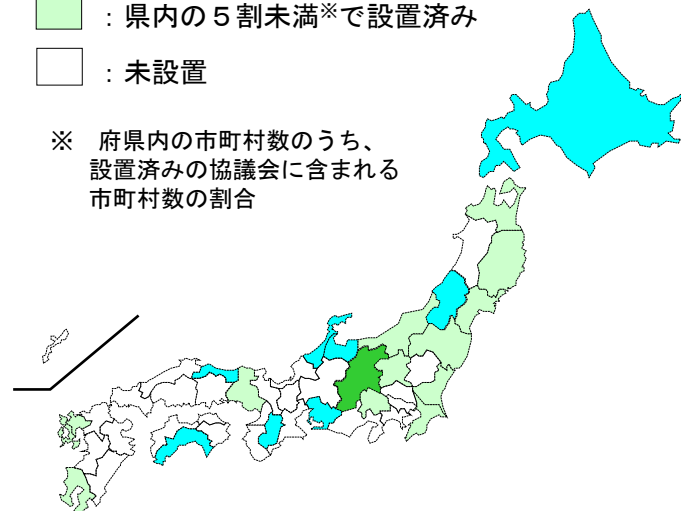 ：県内の５割未満※で設置済み
：未設置
※　府県内の市町村数のうち、
設置済みの協議会に含まれる
市町村数の割合